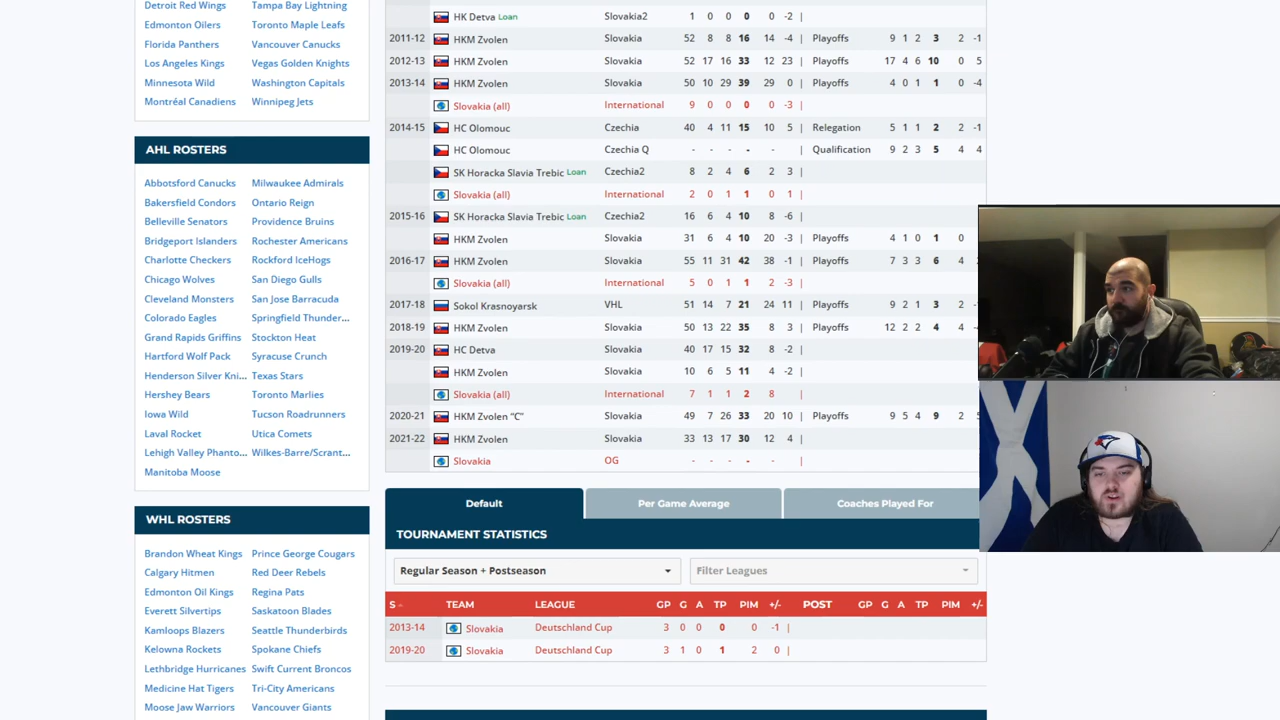 Detroit Red Wings Tampa Bay Lightning
Edmonton Oilers Toronto Maple Leafs
Florida Panthers Vancouver Canucks
Los Angeles Kings Vegas Golden Knights
Minnesota Wild Washington Capitals
Montréal Canadiens Winnipeg Jets
AHL ROSTERS
Abbotsford Canucks Milwaukee Admirals
Bakersfield Condors Ontario Reign
Belleville Senators Providence Bruins
Bridgeport Islanders Rochester Americans
Charlotte Checkers Rockford IceHogs
Chicago Wolves San Diego Gulls
Cleveland Monsters San Jose Barracuda
Colorado Eagles Springfield Thunder...
Grand Rapids Griffins Stockton Heat
Hartford Wolf Pack Syracuse Crunch
Henderson Silver Kni... Texas Stars
Hershey Bears Toronto Marlies
Iowa Wild Tucson Roadrunners
Laval Rocket Utica Comets
Lehigh Valley Phanto... Wilkes-Barre/Scrant...
Manitoba Moose
WHL ROSTERS
Brandon Wheat Kings Prince George Cougars
Calgary Hitmen Red Deer Rebels
Edmonton Oil Kings Regina Pats
Everett Silvertips Saskatoon Blades
Kamloops Blazers Seattle Thunderbirds
Kelowna Rockets Spokane Chiefs
Lethbridge Hurricanes Swift Current Broncos
Medicine Hat Tigers Tri-City Americans
Moose Jaw Warriors Vancouver Giants
HK Detva Loan Slovakia2 1 0 0 0 0 -2 |
2011-12 HKM Zvolen Slovakia 52 8 8 16 14 -4 | Playoffs 9 1 2 3 2 -1
2012-13 HKM Zvolen Slovakia 52 17 16 33 12 23 | Playoffs 17 4 6 10 0 5
2013-14 HKM Zvolen Slovakia 50 10 29 39 29 0 | Playoffs 4 0 1 1 0 -4
Slovakia (all) International 9 0 0 0 0 -3 |
2014-15 HC Olomouc Czechia 40 4 11 15 10 5 | Relegation 5 1 1 2 2 -1
HC Olomouc Czechia Q - - - - - | Qualification 9 2 3 5 4 4
SK Horacka Slavia Trebic Loan Czechia2 8 2 4 6 2 3 |
Slovakia (all) International 2 0 1 1 0 1 |
2015-16 SK Horacka Slavia Trebic Loan Czechia2 16 6 4 10 8 -6 |
HKM Zvolen Slovakia 31 6 4 10 20 -3 | Playoffs 4 1 0 1 0
2016-17 HKM Zvolen Slovakia 55 11 31 42 38 -1 | Playoffs 7 3 3 6 4
Slovakia (all) International 5 0 1 1 2 -3 |
2017-18 Sokol Krasnoyarsk VHL 51 14 7 21 24 11 | Playoffs 9 2 1 3 2
2018-19 HKM Zvolen Slovakia 50 13 22 35 8 3 | Playoffs 12 2 2 4 4
2019-20 HC Detva Slovakia 40 17 15 32 8 -2 |
HKM Zvolen Slovakia 10 6 5 11 4 -2 |
Slovakia (all) International 7 1 1 2 8 |
2020-21 HKM Zvolen “C” Slovakia 49 7 26 33 20 10 | Playoffs 9 5 4 9 2
2021-22 HKM Zvolen Slovakia 33 13 17 30 12 4 |
Slovakia OG - - - - - |
Default Per Game Average Coaches Played For
TOURNAMENT STATISTICS
Regular Season + Postseason Filter Leagues
S TEAM LEAGUE GP G A TP PIM +/- POST GP G A TP PIM +/-
2013-14 Slovakia Deutschland Cup 3 0 0 0 0 -1 |
2019-20 Slovakia Deutschland Cup 3 1 0 1 2 0 |